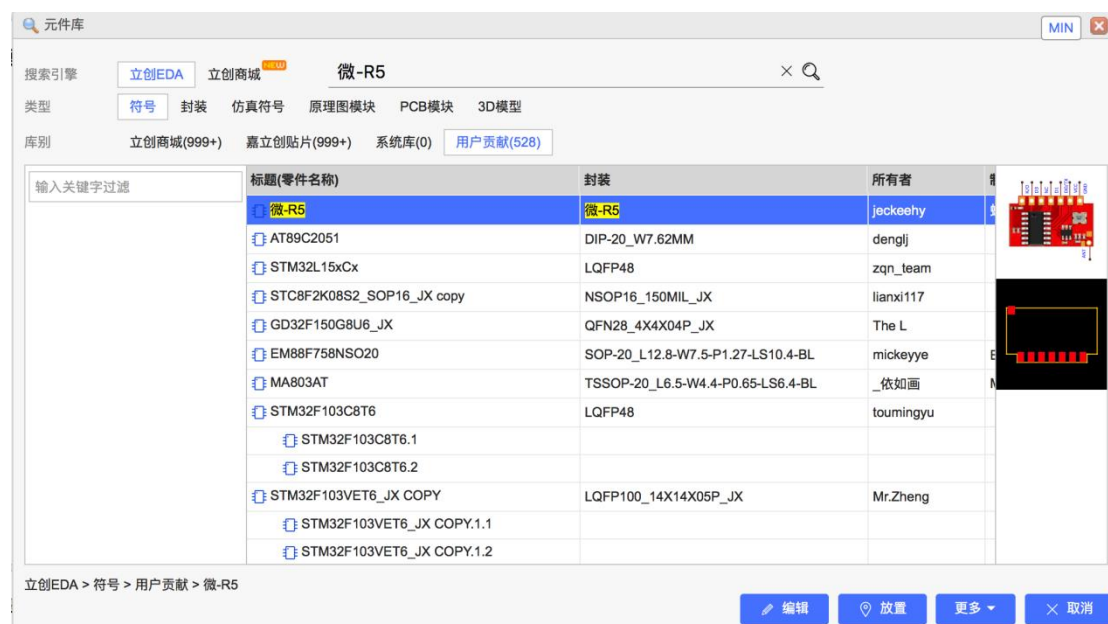 元件库 MIN
搜索引擎 立创EDA 立创商城 NEW 微-R5
类型 符号 封装 仿真符号 原理图模块 PCB模块 3D模型
库别 立创商城(999+) 嘉立创贴片(999+) 系统库(0) 用户贡献(528)
输入关键字过滤
标题(零件名称) 封装 所有者
微-R5 微-R5 jeckeehy
AT89C2051 DIP-20_W7.62MM denglj
STM32L15xCx LQFP48 zqn_team
STC8F2K08S2_SOP16_JX copy NSOP16_150MIL_JX lianxi117
GD32F150G8U6_JX QFN28_4X4X04P_JX The L
EM88F758NSO20 SOP-20_L12.8-W7.5-P1.27-LS10.4-BL mickeyye
MA803AT TSSOP-20_L6.5-W4.4-P0.65-LS6.4-BL _依如画
STM32F103C8T6 LQFP48 toumingyu
STM32F103C8T6.1
STM32F103C8T6.2
STM32F103VET6_JX COPY LQFP100_14X14X05P_JX Mr.Zheng
STM32F103VET6_JX COPY.1.1
STM32F103VET6_JX COPY.1.2
立创EDA > 符号 > 用户贡献 > 微-R5
编辑 放置 更多 取消